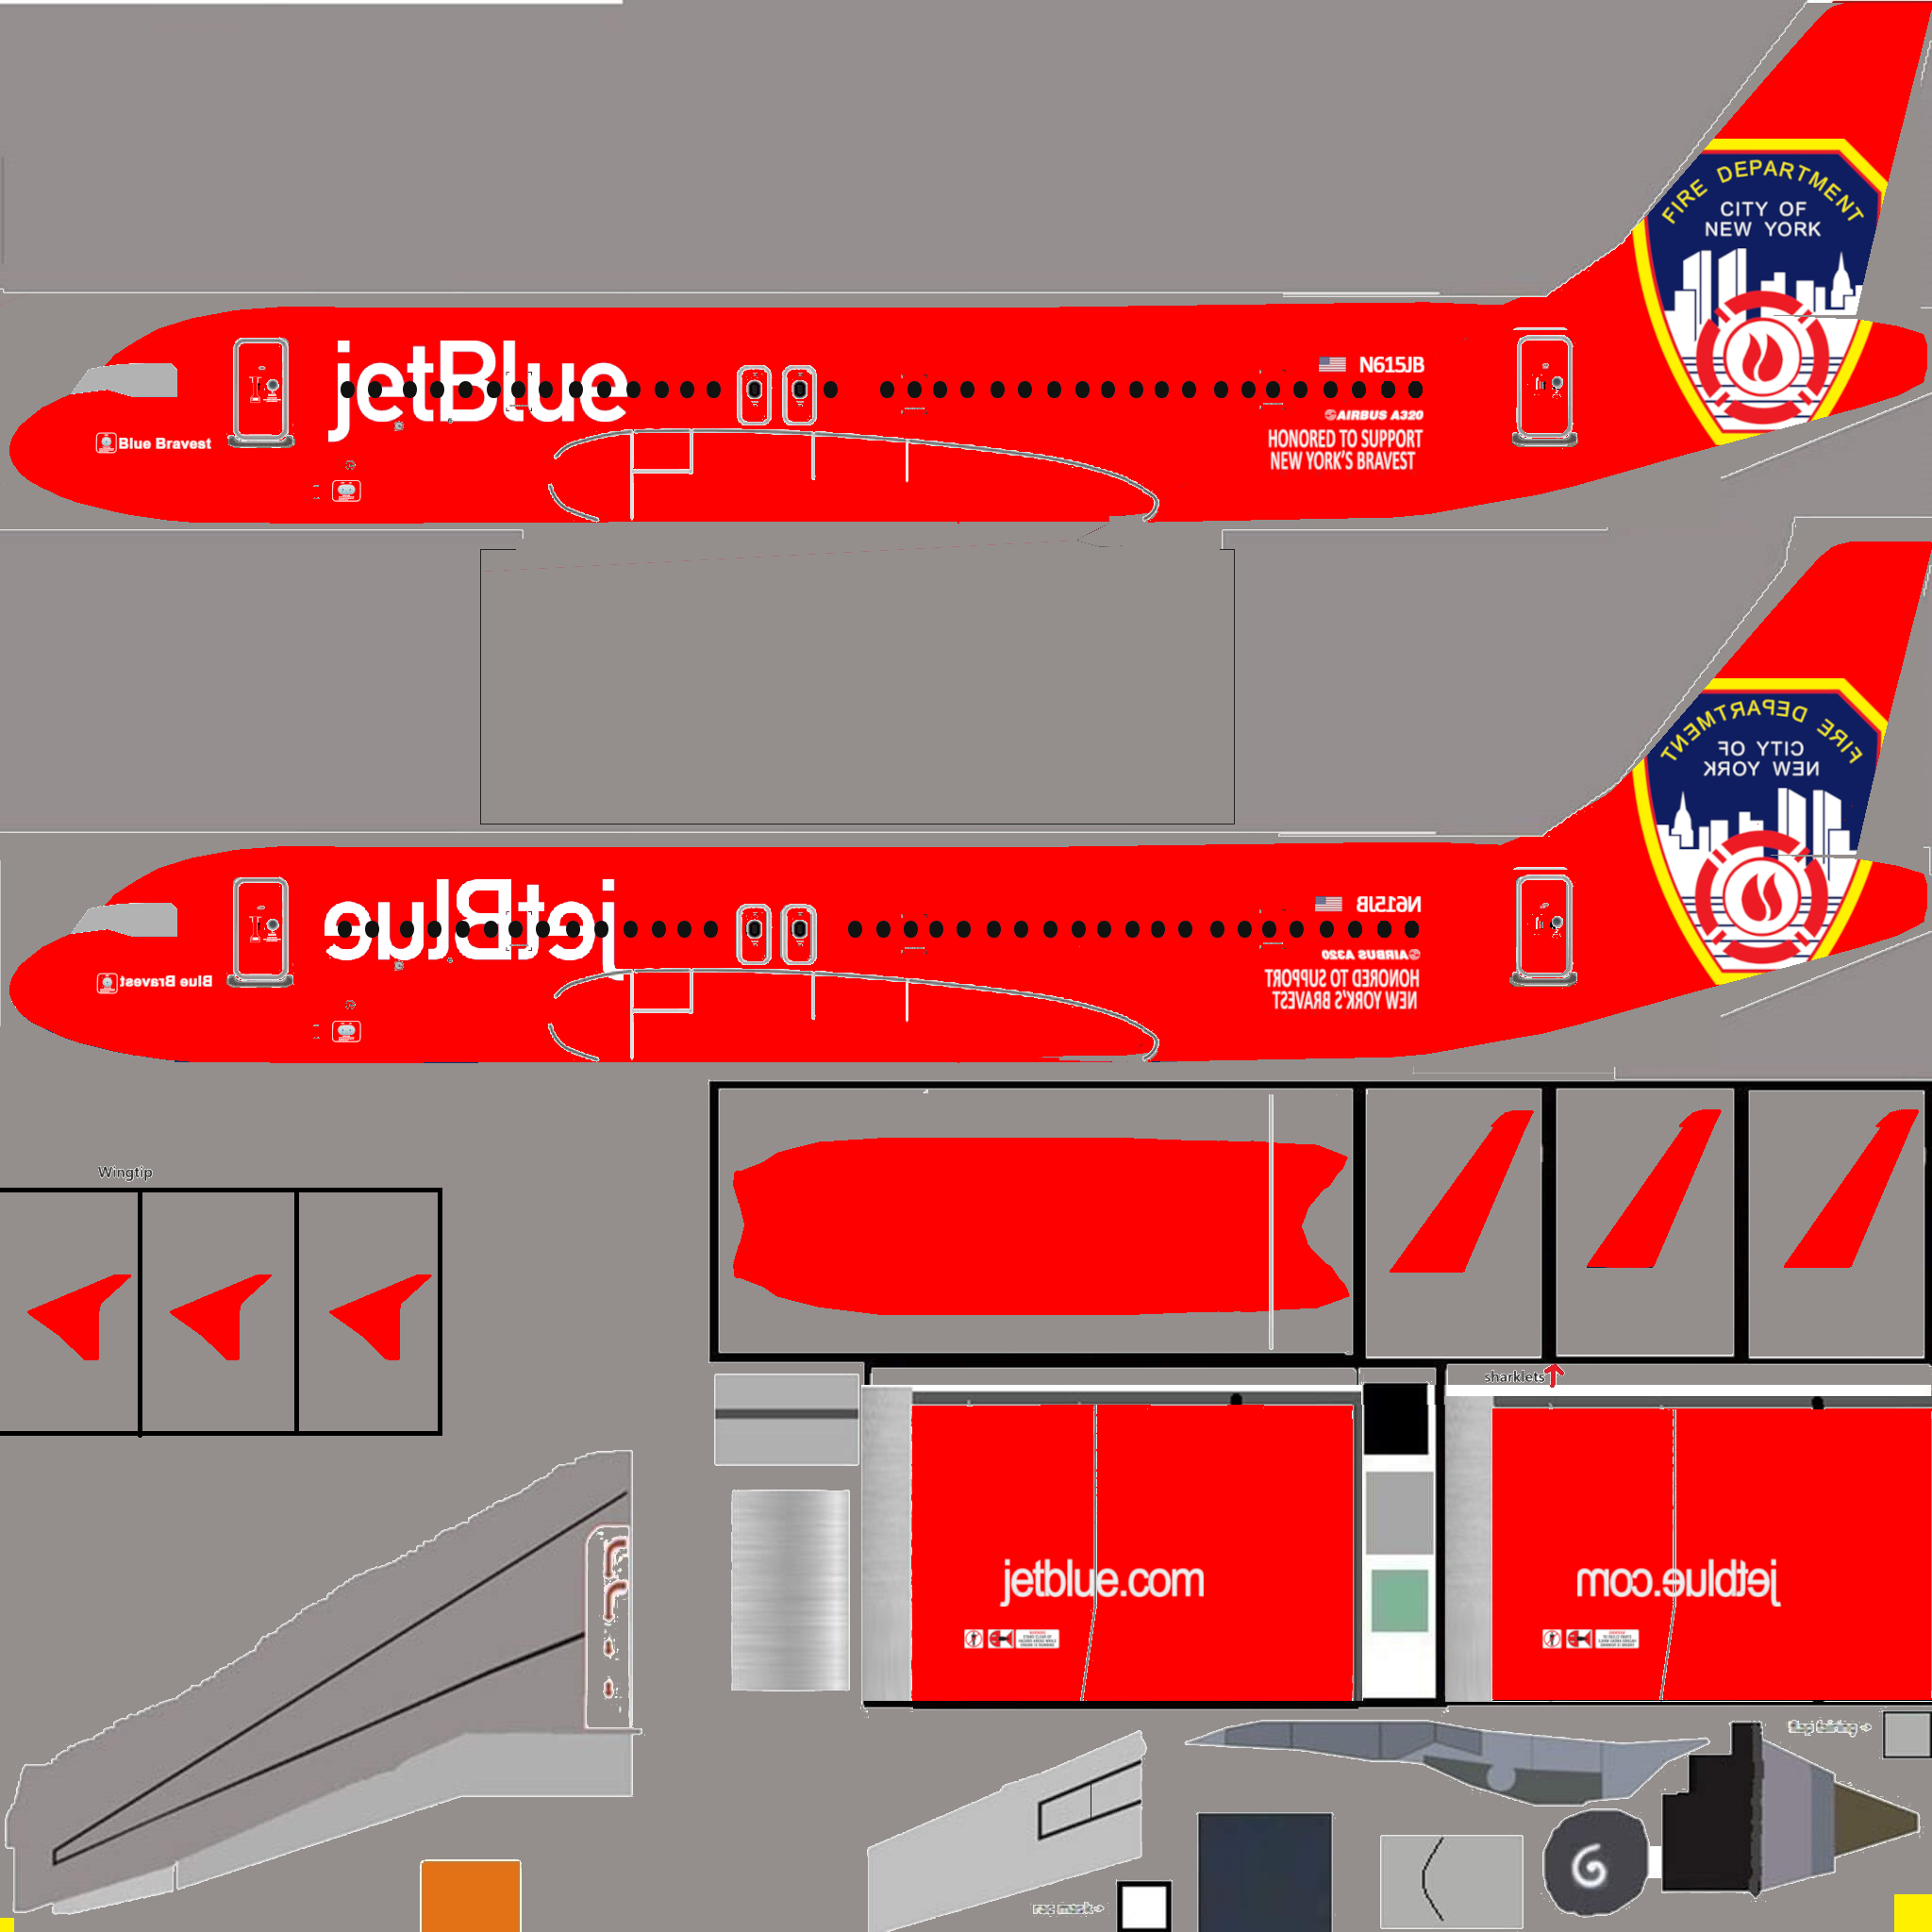 FIRE DEPARTMENT
CITY OF
NEW YORK
jetBlue
N615JB
AIRBUS A320
HONORED TO SUPPORT
NEW YORK'S BRAVEST
Blue Bravest
FIRE DEPARTMENT
CITY OF
NEW YORK
jetBlue
N615JB
AIRBUS A320
HONORED TO SUPPORT
NEW YORK'S BRAVEST
Blue Bravest
Wingtip
sharklets
jetblue.com
jetblue.com